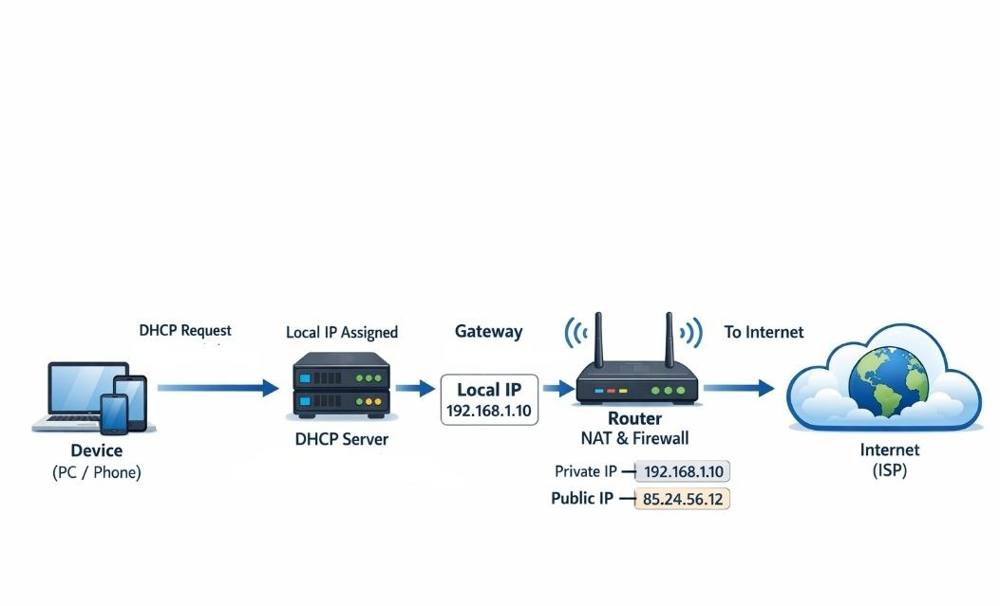 DHCP Request
Local IP Assigned
Gateway
To Internet
Local IP
192.168.1.10
Device
(PC / Phone)
DHCP Server
Router
NAT & Firewall
Private IP
192.168.1.10
Public IP
85.24.56.12
Internet
(ISP)